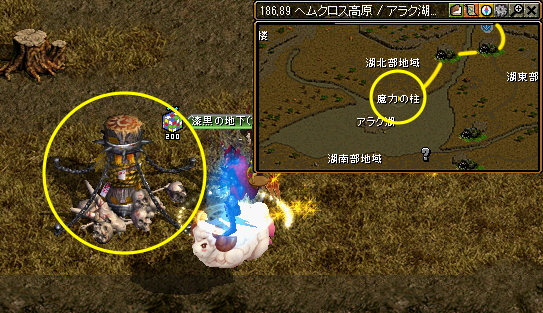 186,89 ヘムクロス高原 / アラク湖...
楼
湖北部地域
湖東部
魔力の柱
アラク湖
湖南部地域
?
漆里の地下(
200